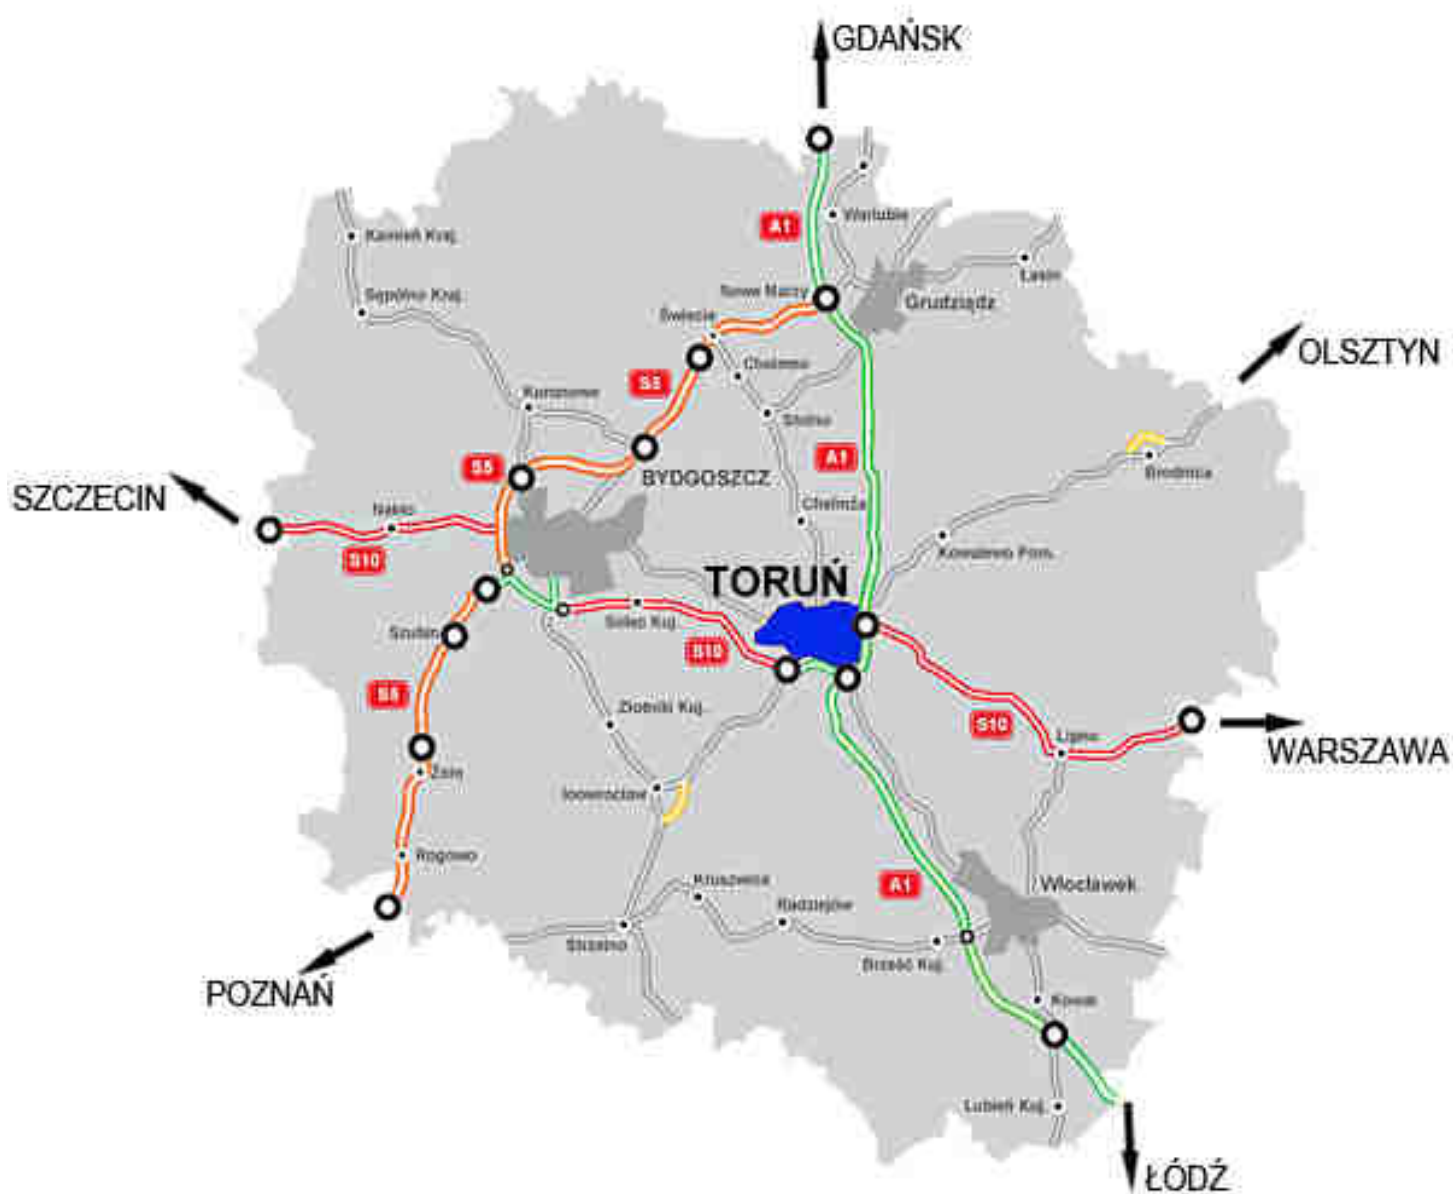 GDAŃSK
A1
Warlubie
Kamień Kraj.
Łasin
Sępólno Kraj.
Nowe Marzy
Grudziądz
Świecie
OLSZTYN
S5
Chełmno
Koronowo
Stolno
A1
S5
BYDGOSZCZ
Brodnica
SZCZECIN
Nakło
Chełmża
S10
Kowalewo Pom.
TORUŃ
Solec Kuj.
Szubin
S10
S5
Złotniki Kuj.
S10
Lipno
WARSZAWA
Żnin
Inowrocław
Rogowo
Kruszwica
A1
Włocławek
Radziejów
Strzelno
Brześć Kuj.
POZNAŃ
Kowal
Lubień Kuj.
ŁÓDŹ